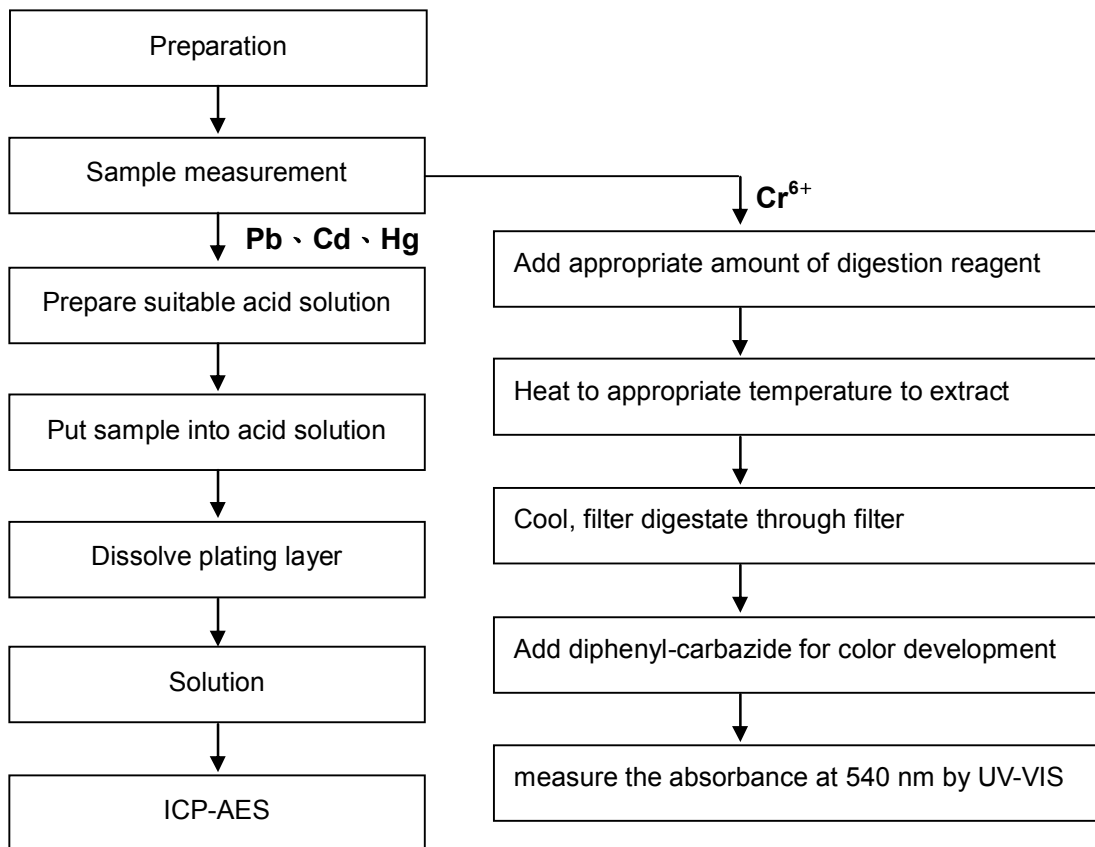 Preparation
Sample measurement
Pb、Cd、Hg
Prepare suitable acid solution
Put sample into acid solution
Dissolve plating layer
Solution
ICP-AES
Cr⁶⁺
Add appropriate amount of digestion reagent
Heat to appropriate temperature to extract
Cool, filter digestate through filter
Add diphenyl-carbazide for color development
measure the absorbance at 540 nm by UV-VIS